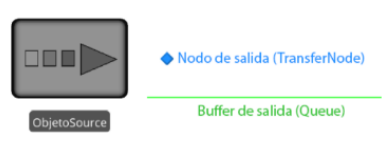 Nodo de salida (TransferNode)
Buffer de salida (Queue)
ObjetoSource